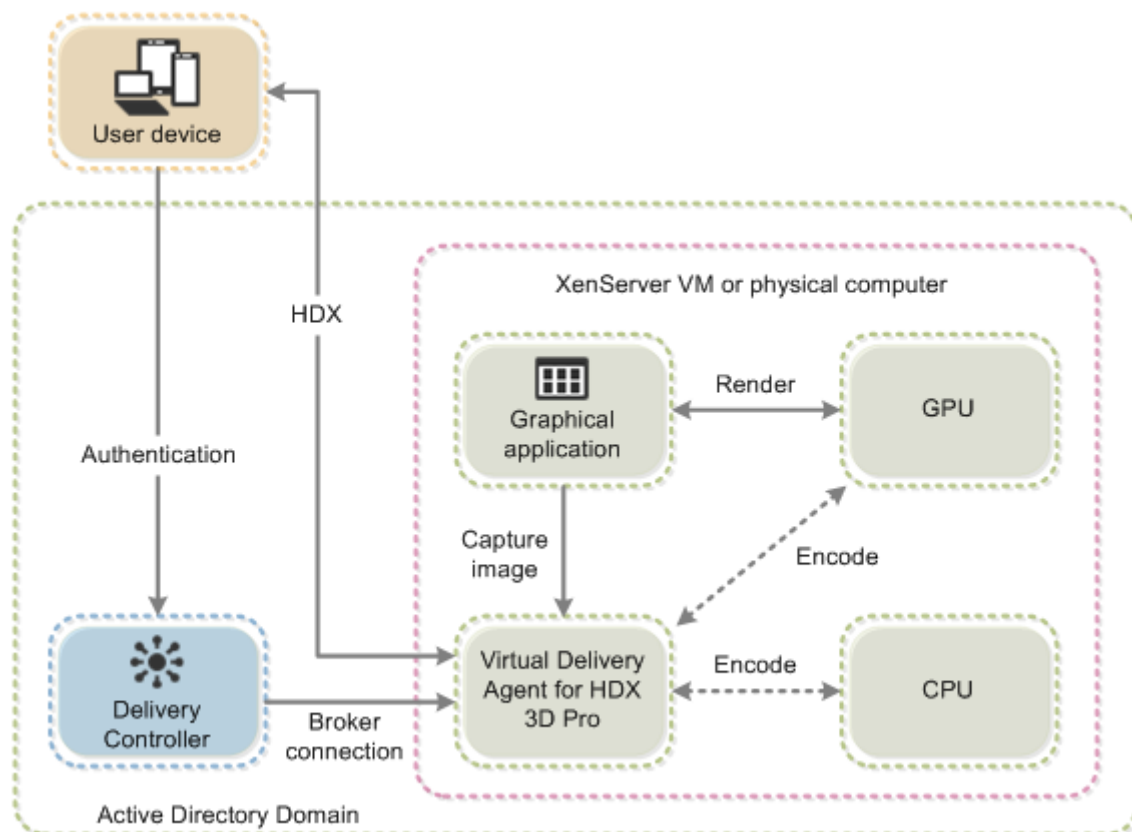 User device
XenServer VM or physical computer
HDX
Graphical
application
Render
GPU
Authentication
Capture
image
Encode
Virtual Delivery
Agent for HDX
3D Pro
Encode
CPU
Delivery
Controller
Broker
connection
Active Directory Domain